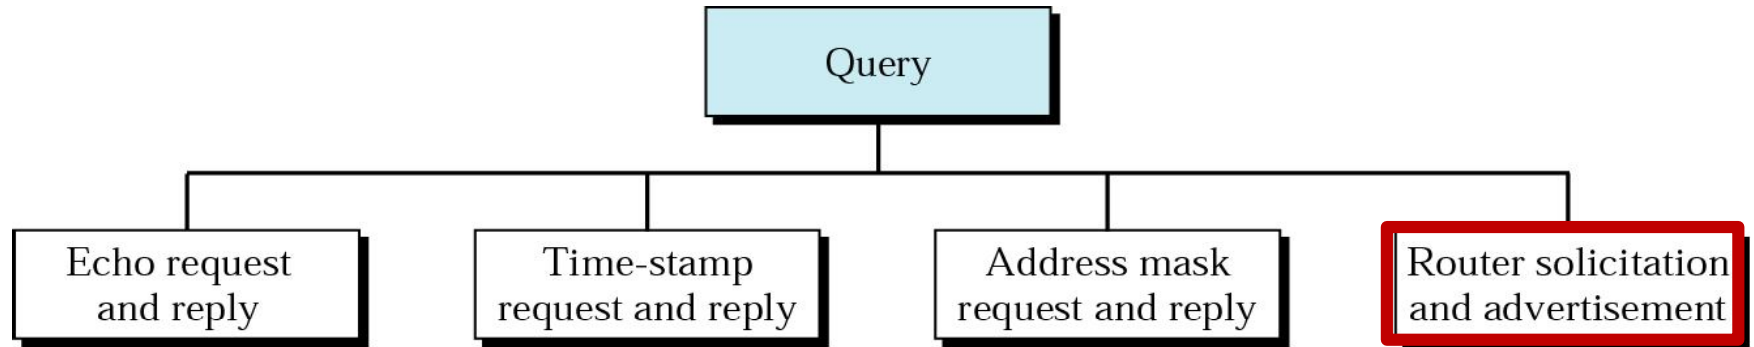 Query
Echo request
and reply
Time-stamp
request and reply
Address mask
request and reply
Router solicitation
and advertisement